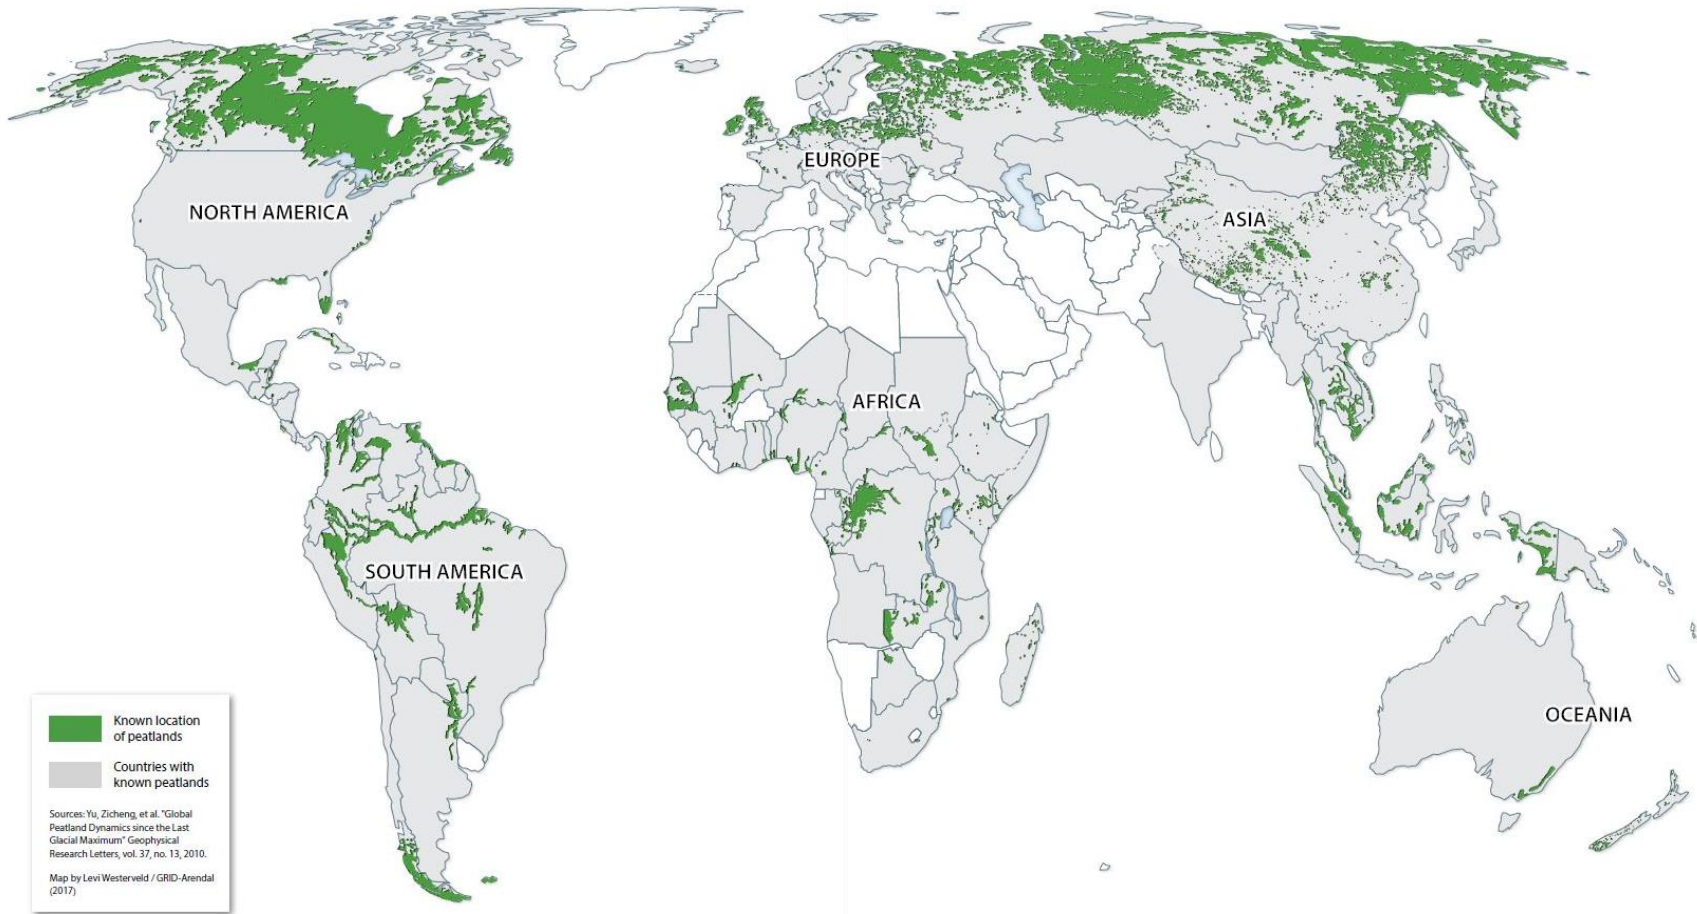 NORTH AMERICA
EUROPE
ASIA
AFRICA
SOUTH AMERICA
OCEANIA
Known location
of peatlands
Countries with
known peatlands
Sources: Yu, Zicheng, et al. "Global
Peatland Dynamics since the Last
Glacial Maximum" Geophysical
Research Letters, vol. 37, no. 13, 2010.
Map by Levi Westerveld / GRID-Arendal
(2017)